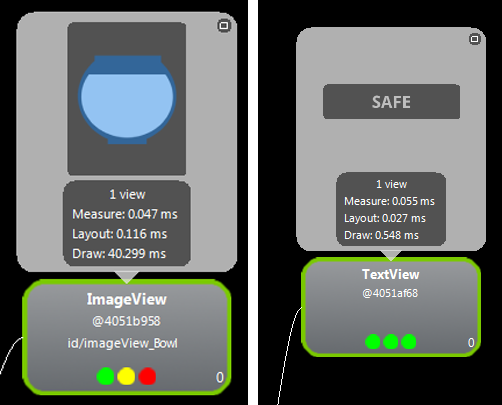 1 view
Measure: 0.047 ms
Layout: 0.116 ms
Draw: 40.299 ms
ImageView
@4051b958
id/imageView_Bowl
0
SAFE
1 view
Measure: 0.055 ms
Layout: 0.027 ms
Draw: 0.548 ms
TextView
@4051af68
0